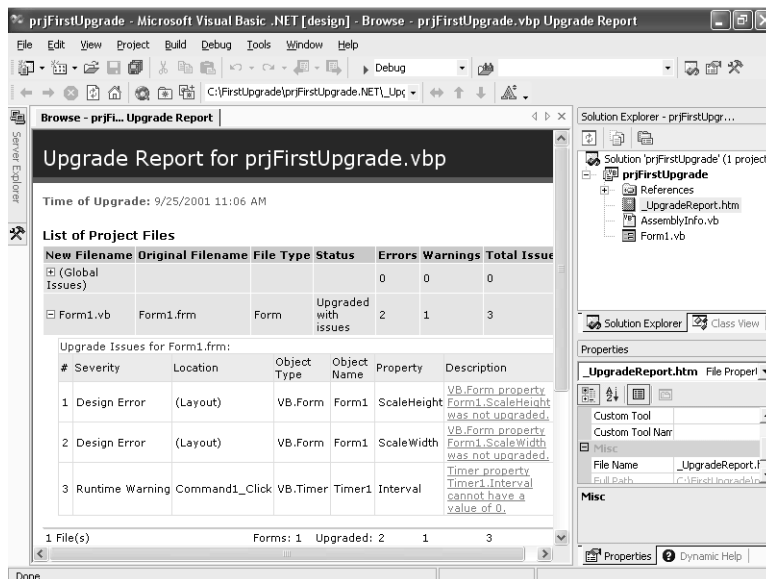 prjFirstUpgrade - Microsoft Visual Basic .NET [design] - Browse - prjFirstUpgrade.vbp Upgrade Report
File Edit View Project Build Debug Tools Window Help
Debug
C:\FirstUpgrade\prjFirstUpgrade.NET\_Upg
Server Explorer
Browse - prjFi... Upgrade Report
Upgrade Report for prjFirstUpgrade.vbp
Time of Upgrade: 9/25/2001 11:06 AM
List of Project Files
New Filename Original Filename File Type Status Errors Warnings Total Issue
(Global Issues) 0 0 0
Form1.vb Form1.frm Form Upgraded with issues 2 1 3
Upgrade Issues for Form1.frm:
# Severity Location Object Type Object Name Property Description
1 Design Error (Layout) VB.Form Form1 ScaleHeight VB.Form property Form1.ScaleHeight was not upgraded.
2 Design Error (Layout) VB.Form Form1 ScaleWidth VB.Form property Form1.ScaleWidth was not upgraded.
3 Runtime Warning Command1_Click VB.Timer Timer1 Interval Timer property Timer1.Interval cannot have a value of 0.
1 File(s) Forms: 1 Upgraded: 2 1 3
Solution Explorer - prjFirstUpgr...
Solution 'prjFirstUpgrade' (1 project
prjFirstUpgrade
References
_UpgradeReport.htm
AssemblyInfo.vb
Form1.vb
Solution Explorer Class View
Properties
_UpgradeReport.htm File Propert
Custom Tool
Custom Tool Nam
Misc
File Name _UpgradeReport.h
Full Path C:\FirstUpgrade\p
Misc
Properties Dynamic Help
Done